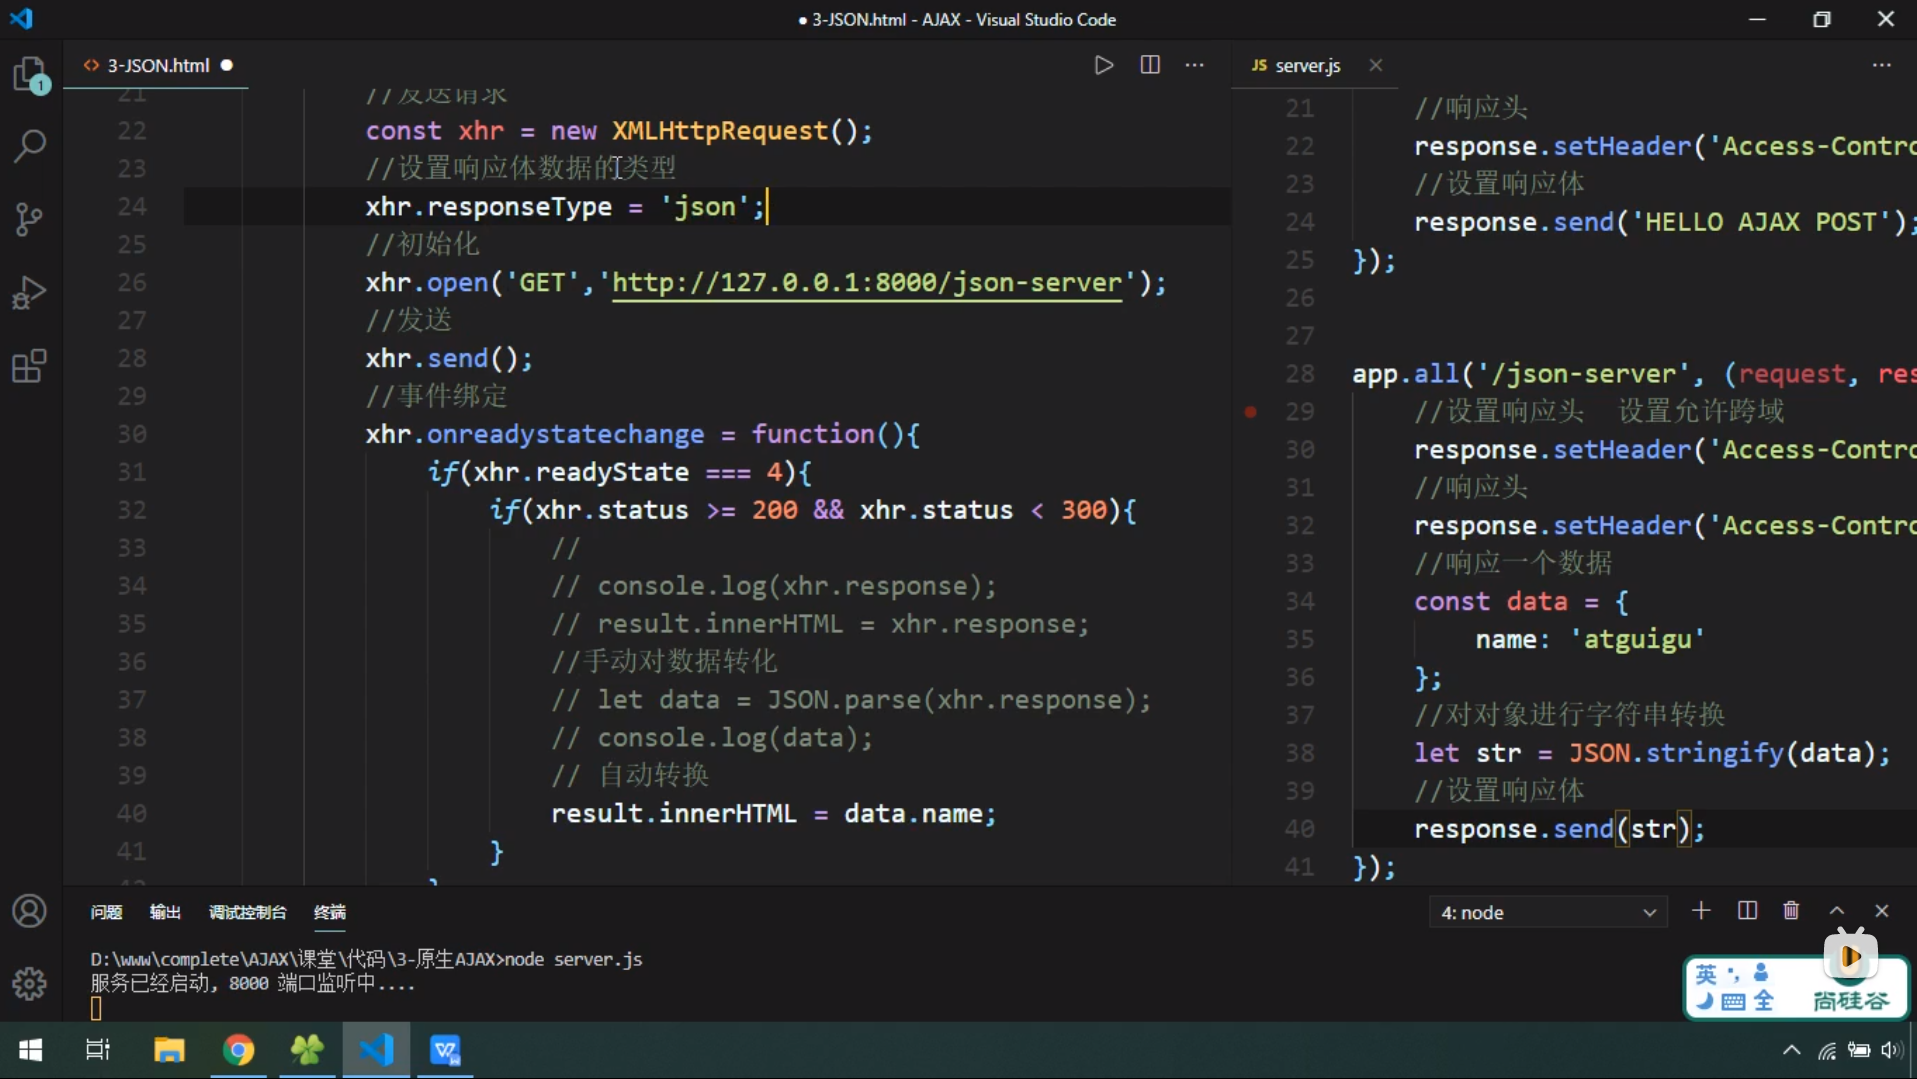 3-JSON.html - AJAX - Visual Studio Code
3-JSON.html
1
21 //发送请求
22 const xhr = new XMLHttpRequest();
23 //设置响应体数据的类型
24 xhr.responseType = 'json';
25 //初始化
26 xhr.open('GET','http://127.0.0.1:8000/json-server');
27 //发送
28 xhr.send();
29 //事件绑定
30 xhr.onreadystatechange = function(){
31 if(xhr.readyState === 4){
32 if(xhr.status >= 200 && xhr.status < 300){
33 //
34 // console.log(xhr.response);
35 // result.innerHTML = xhr.response;
36 //手动对数据转化
37 // let data = JSON.parse(xhr.response);
38 // console.log(data);
39 // 自动转换
40 result.innerHTML = data.name;
41 }
JS server.js
21 //响应头
22 response.setHeader('Access-Contro
23 //设置响应体
24 response.send('HELLO AJAX POST');
25 });
26
27
28 app.all('/json-server', (request, res
29 //设置响应头 设置允许跨域
30 response.setHeader('Access-Contro
31 //响应头
32 response.setHeader('Access-Contro
33 //响应一个数据
34 const data = {
35 name: 'atguigu'
36 };
37 //对对象进行字符串转换
38 let str = JSON.stringify(data);
39 //设置响应体
40 response.send(str);
41 });
问题 输出 调试控制台 终端
4: node
D:\www\complete\AJAX\课堂\代码\3-原生AJAX>node server.js
服务已经启动, 8000 端口监听中....
英
全
尚硅谷